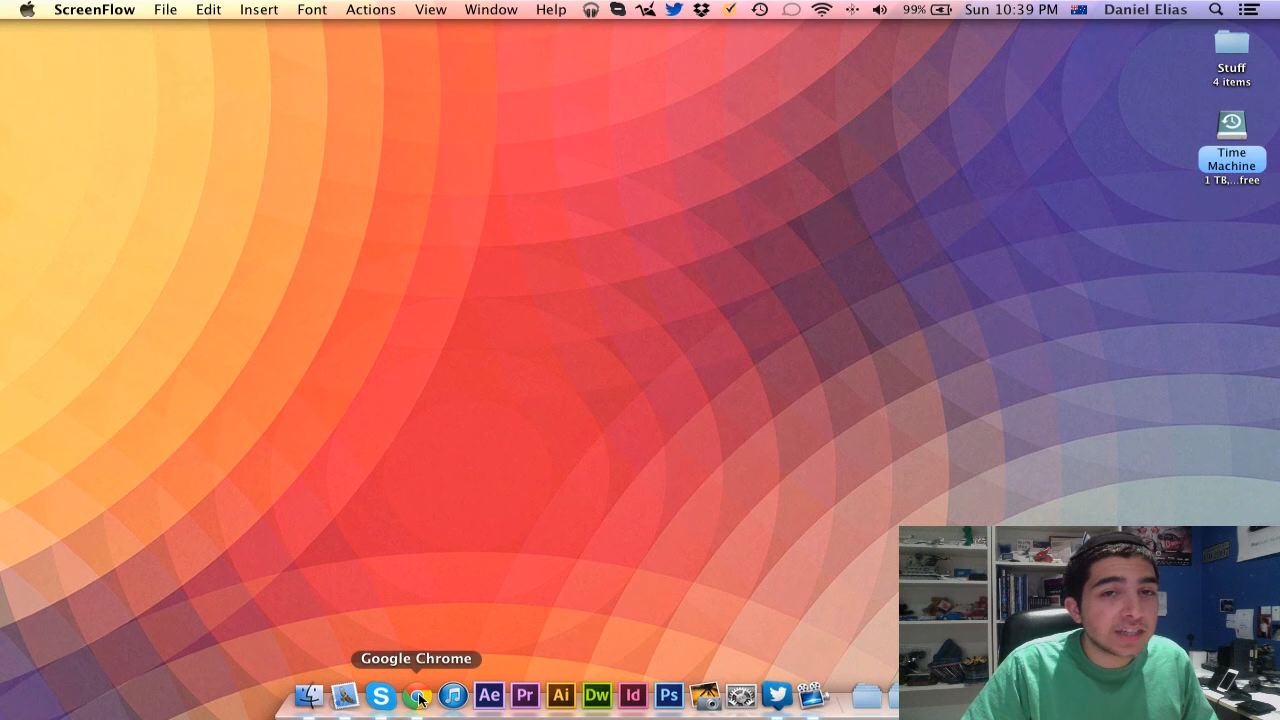 ScreenFlow File Edit Insert Font Actions View Window Help 99% Sun 10:39 PM Daniel Elias
Stuff
4 items
Time
Machine
1 TB,...free
Google Chrome
S Ae Pr Ai Dw Id Ps